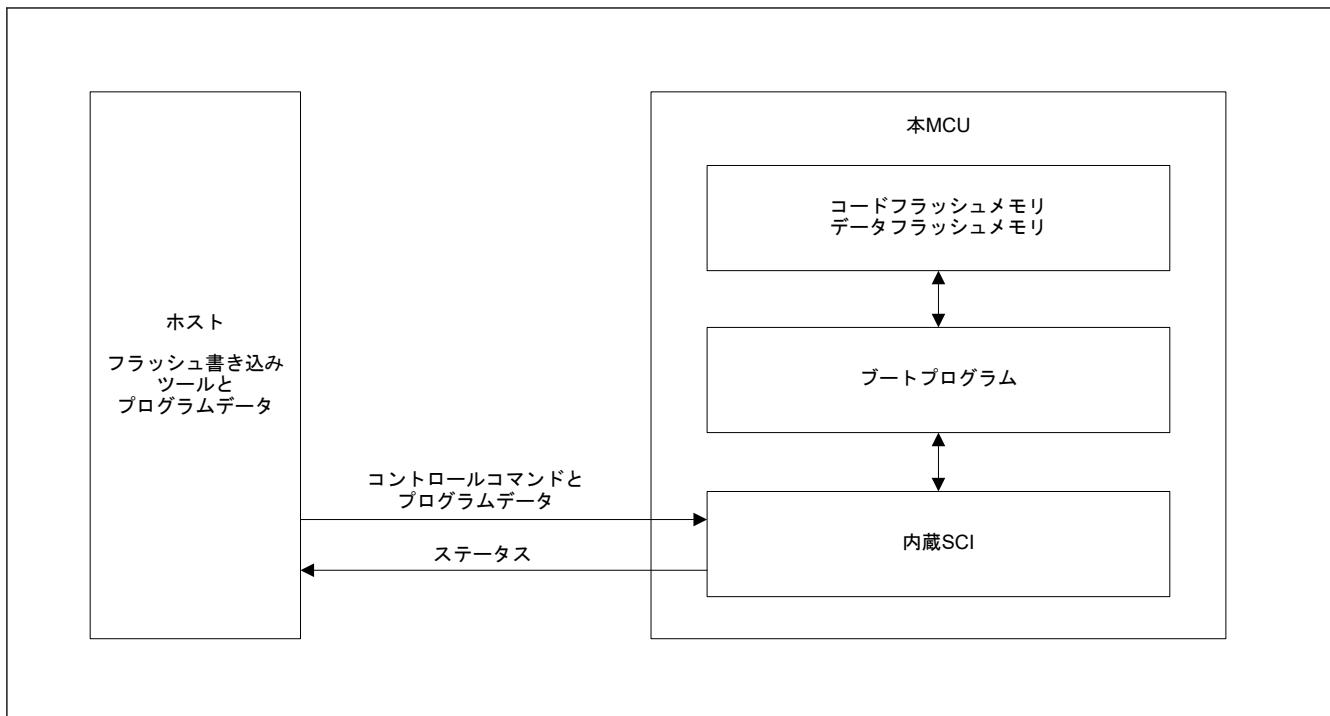 ホスト
フラッシュ書き込み
ツールと
プログラムデータ
コントロールコマンドと
プログラムデータ
ステータス
本MCU
コードフラッシュメモリ
データフラッシュメモリ
ブートプログラム
内蔵SCI